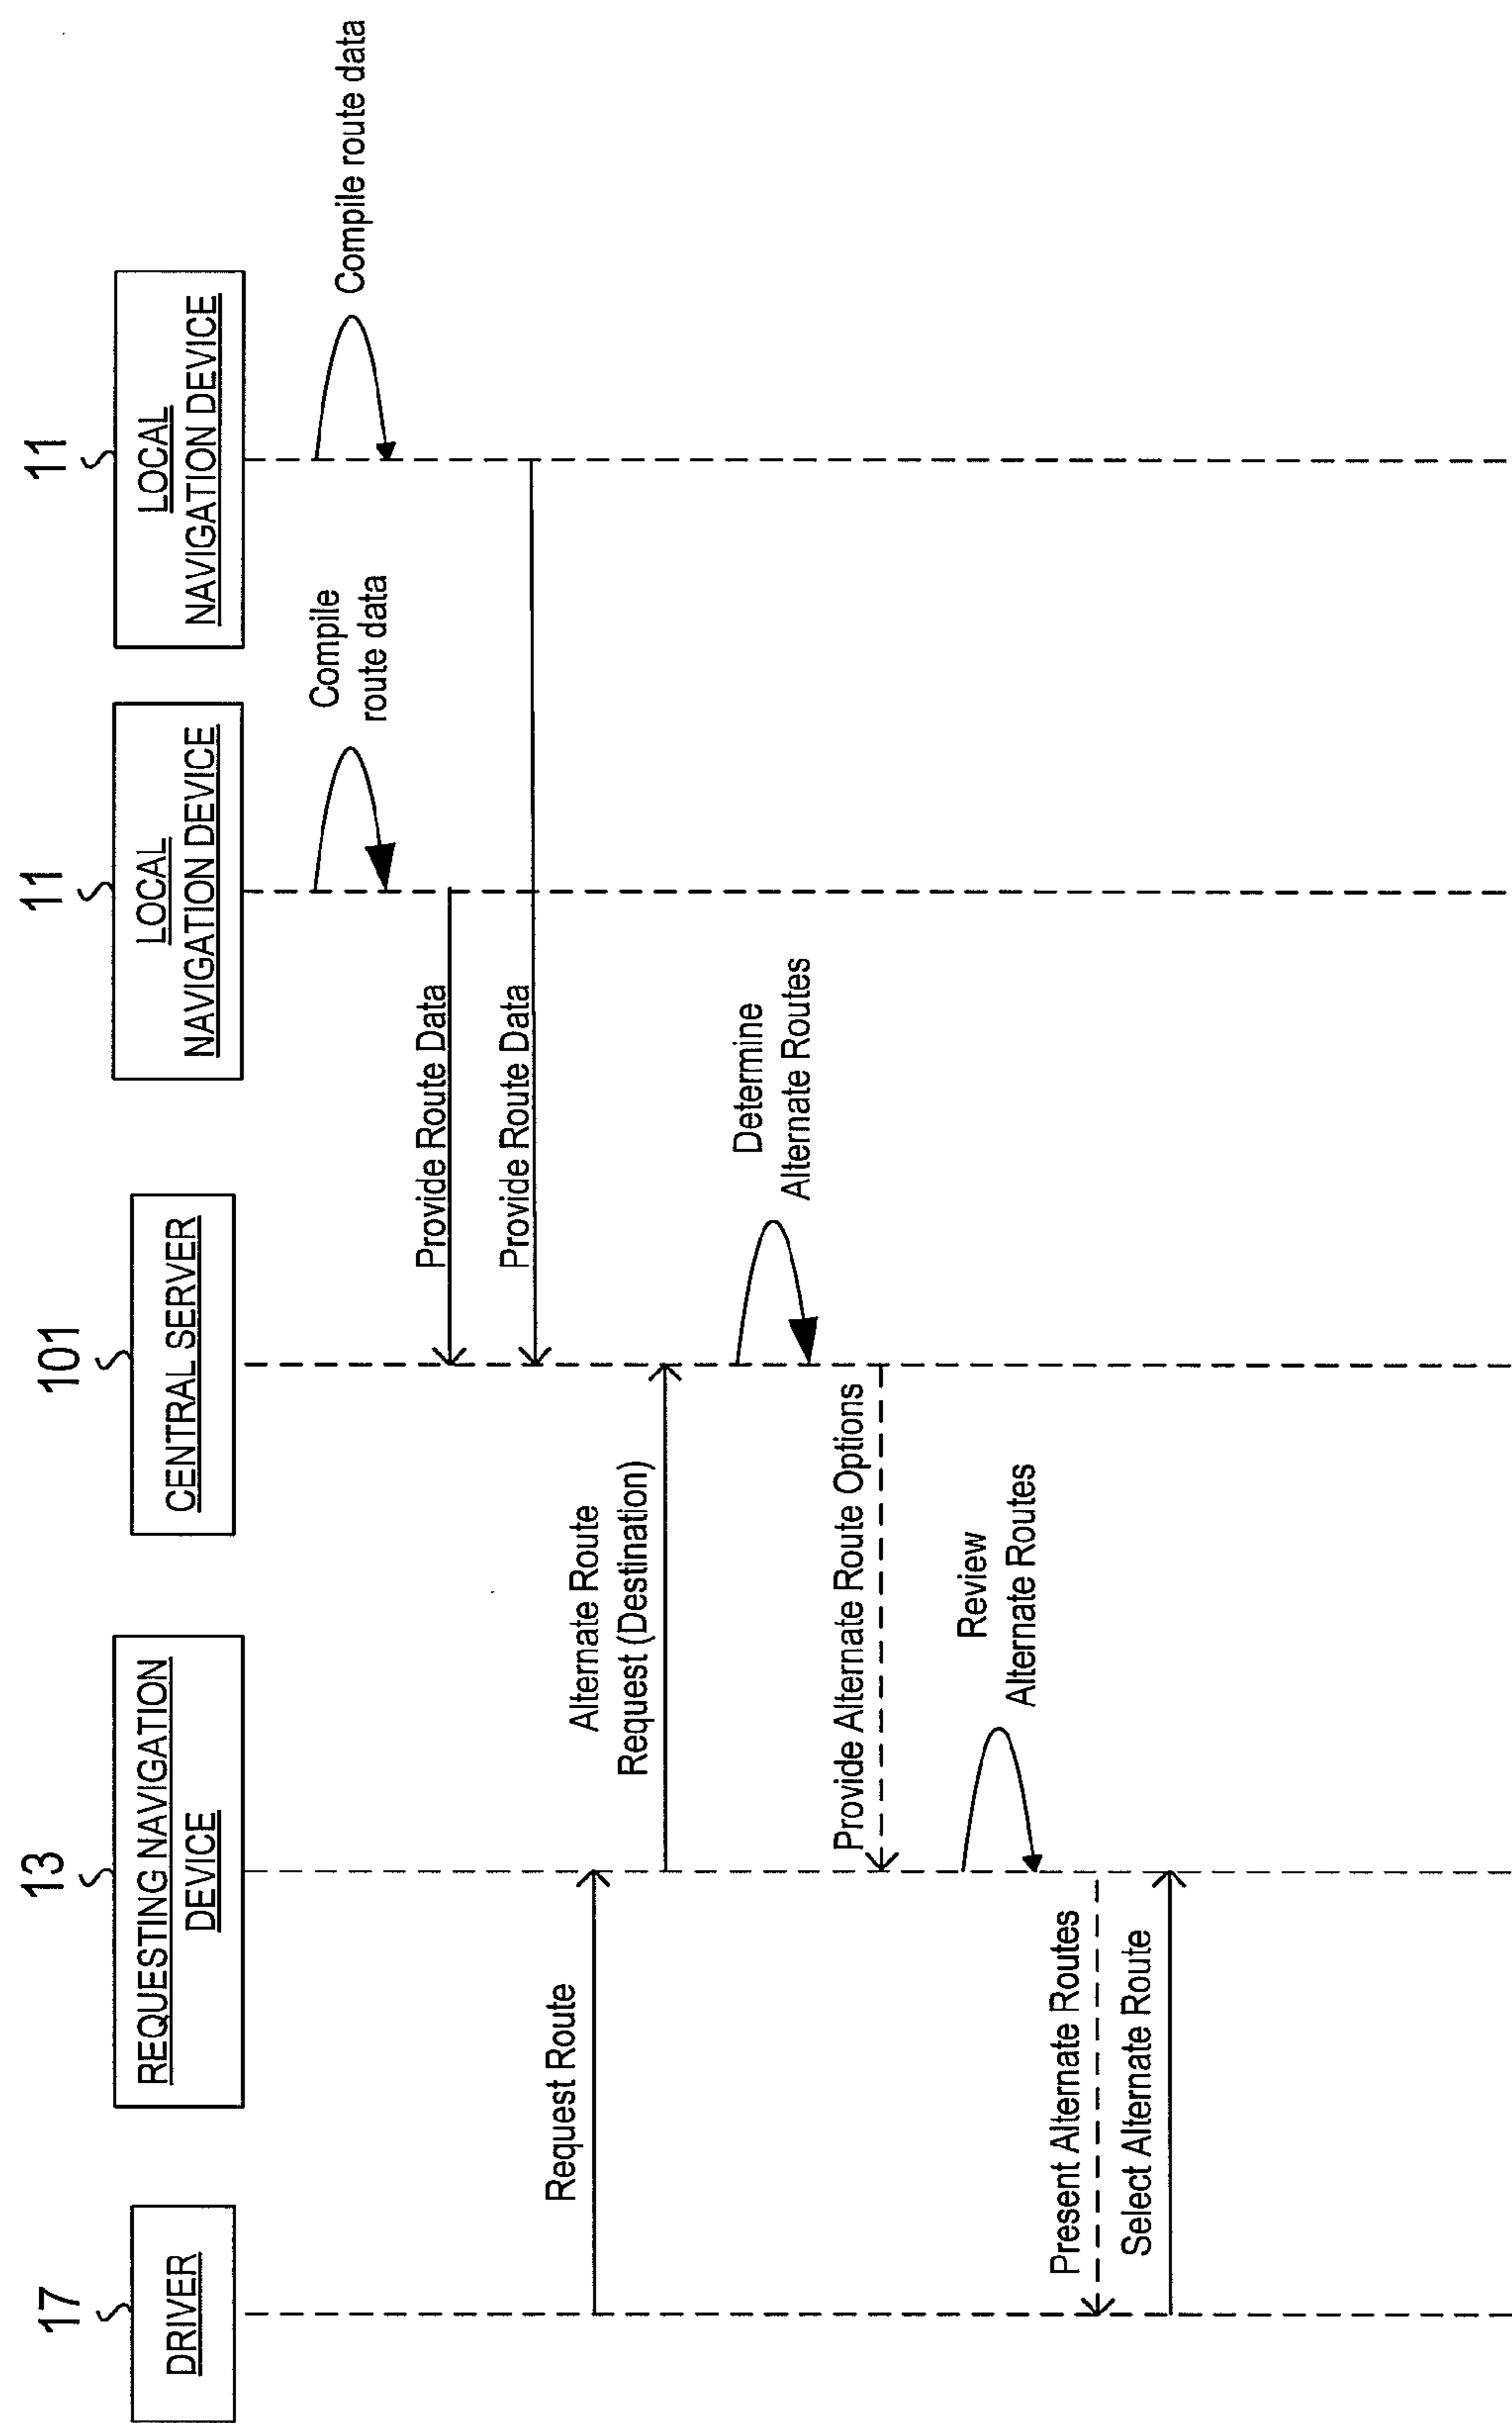 17
DRIVER
13
REQUESTING NAVIGATION
DEVICE
101
CENTRAL SERVER
11
LOCAL
NAVIGATION DEVICE
11
LOCAL
NAVIGATION DEVICE
Compile
route data
Compile route data
Provide Route Data
Provide Route Data
Request Route
Alternate Route
Request (Destination)
Determine
Alternate Routes
Provide Alternate Route Options
Review
Alternate Routes
Present Alternate Routes
Select Alternate Route